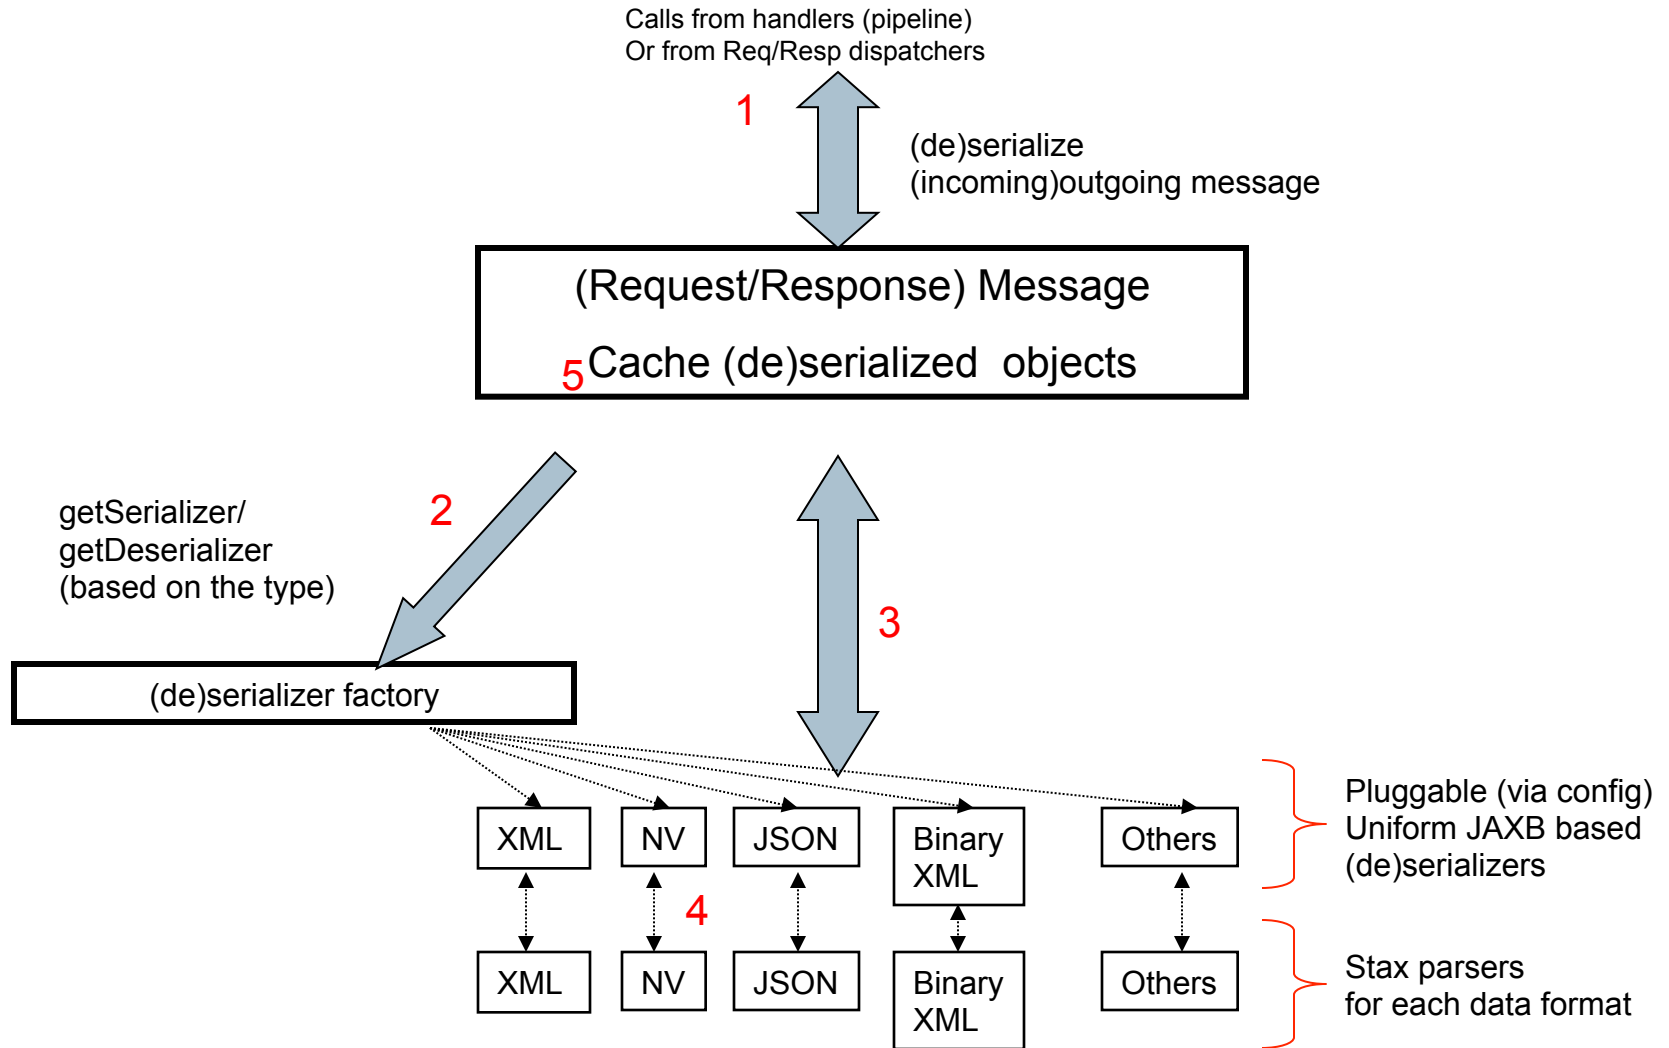 Calls from handlers (pipeline)
Or from Req/Resp dispatchers
1
(de)serialize
(incoming)outgoing message
(Request/Response) Message
5
Cache (de)serialized objects
getSerializer/
getDeserializer
(based on the type)
2
3
(de)serializer factory
XML
NV
JSON
Binary
XML
Others
Pluggable (via config)
Uniform JAXB based
(de)serializers
4
XML
NV
JSON
Binary
XML
Others
Stax parsers
for each data format